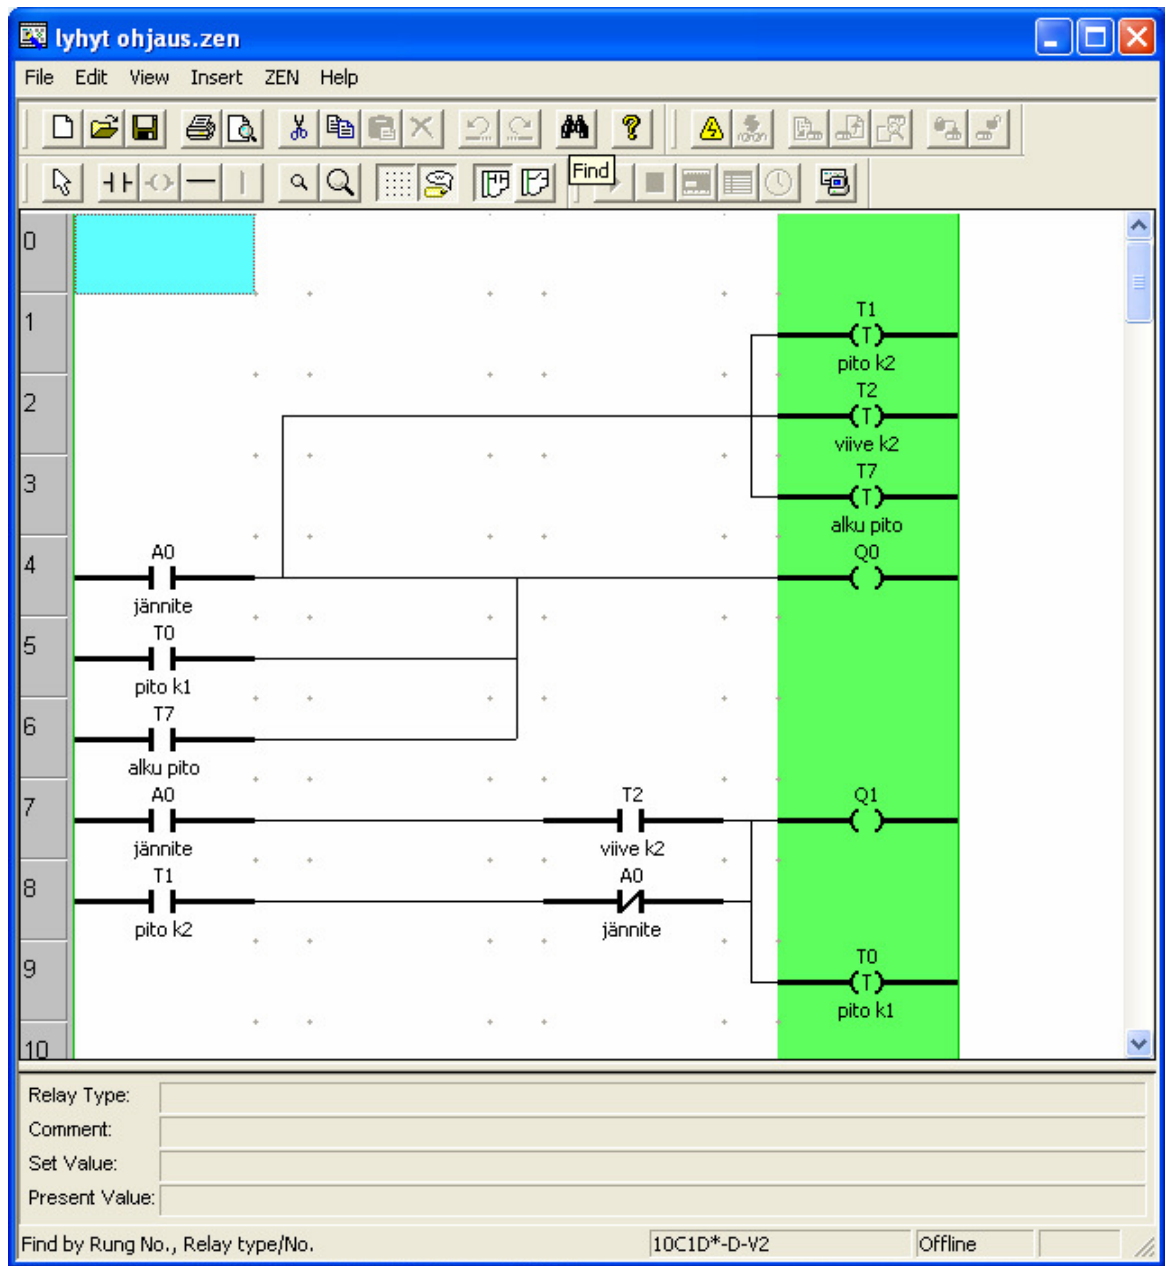 lyhyt ohjaus.zen
File Edit View Insert ZEN Help
Find
0
1
T1
(T)
pito k2
2
T2
(T)
viive k2
3
T7
(T)
alku pito
4
A0
Q0
jännite
5
T0
pito k1
6
T7
alku pito
7
A0
T2
Q1
jännite
viive k2
8
T1
A0
pito k2
jännite
9
T0
(T)
pito k1
10
Relay Type:
Comment:
Set Value:
Present Value:
Find by Rung No., Relay type/No. 10C1D*-D-V2 Offline